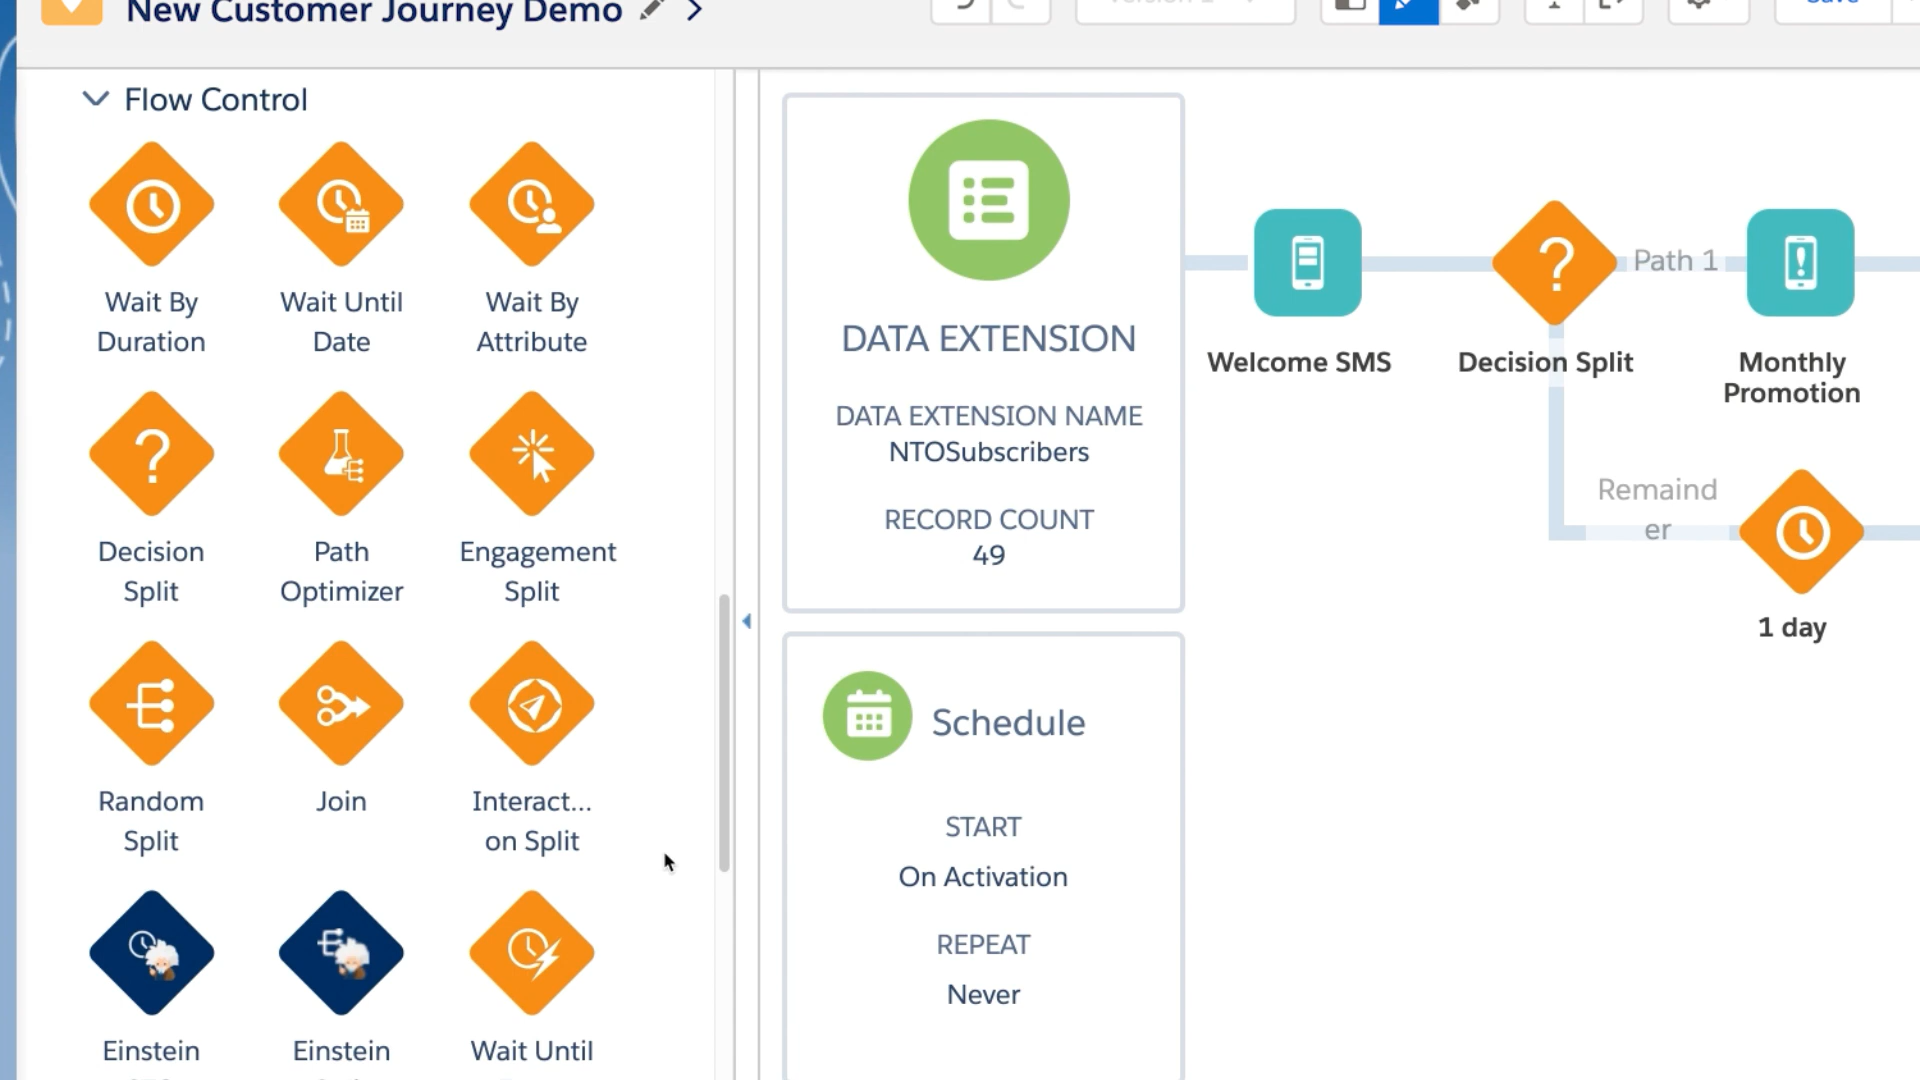 New Customer Journey Demo
Save
Flow Control
Wait By
Duration
Wait Until
Date
Wait By
Attribute
Decision
Split
Path
Optimizer
Engagement
Split
Random
Split
Join
Interact...
on Split
Einstein
Einstein
Wait Until
DATA EXTENSION
DATA EXTENSION NAME
NTOSubscribers
RECORD COUNT
49
Schedule
START
On Activation
REPEAT
Never
Welcome SMS
?
Decision Split
Path 1
Monthly
Promotion
Remaind
er
1 day